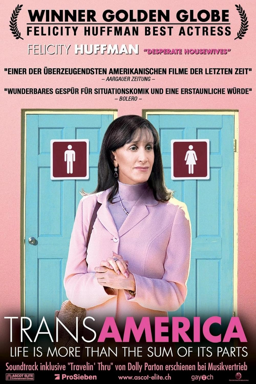 WINNER GOLDEN GLOBE
FELICITY HUFFMAN BEST ACTRESS
FELICITY HUFFMAN "DESPERATE HOUSEWIVES"
"EINER DER ÜBERZEUGENDSTEN AMERIKANISCHEN FILME DER LETZTEN ZEIT"
– AARGAUER ZEITUNG –
"WUNDERBARES GESPÜR FÜR SITUATIONSKOMIK UND EINE ERSTAUNLICHE WÜRDE"
– BOLERO –
TRANSAMERICA
LIFE IS MORE THAN THE SUM OF ITS PARTS
Soundtrack inklusive "Travelin' Thru" von Dolly Parton erschienen bei Musikvertrieb
ASCOT ELITE
ProSieben
www.ascot-elite.ch